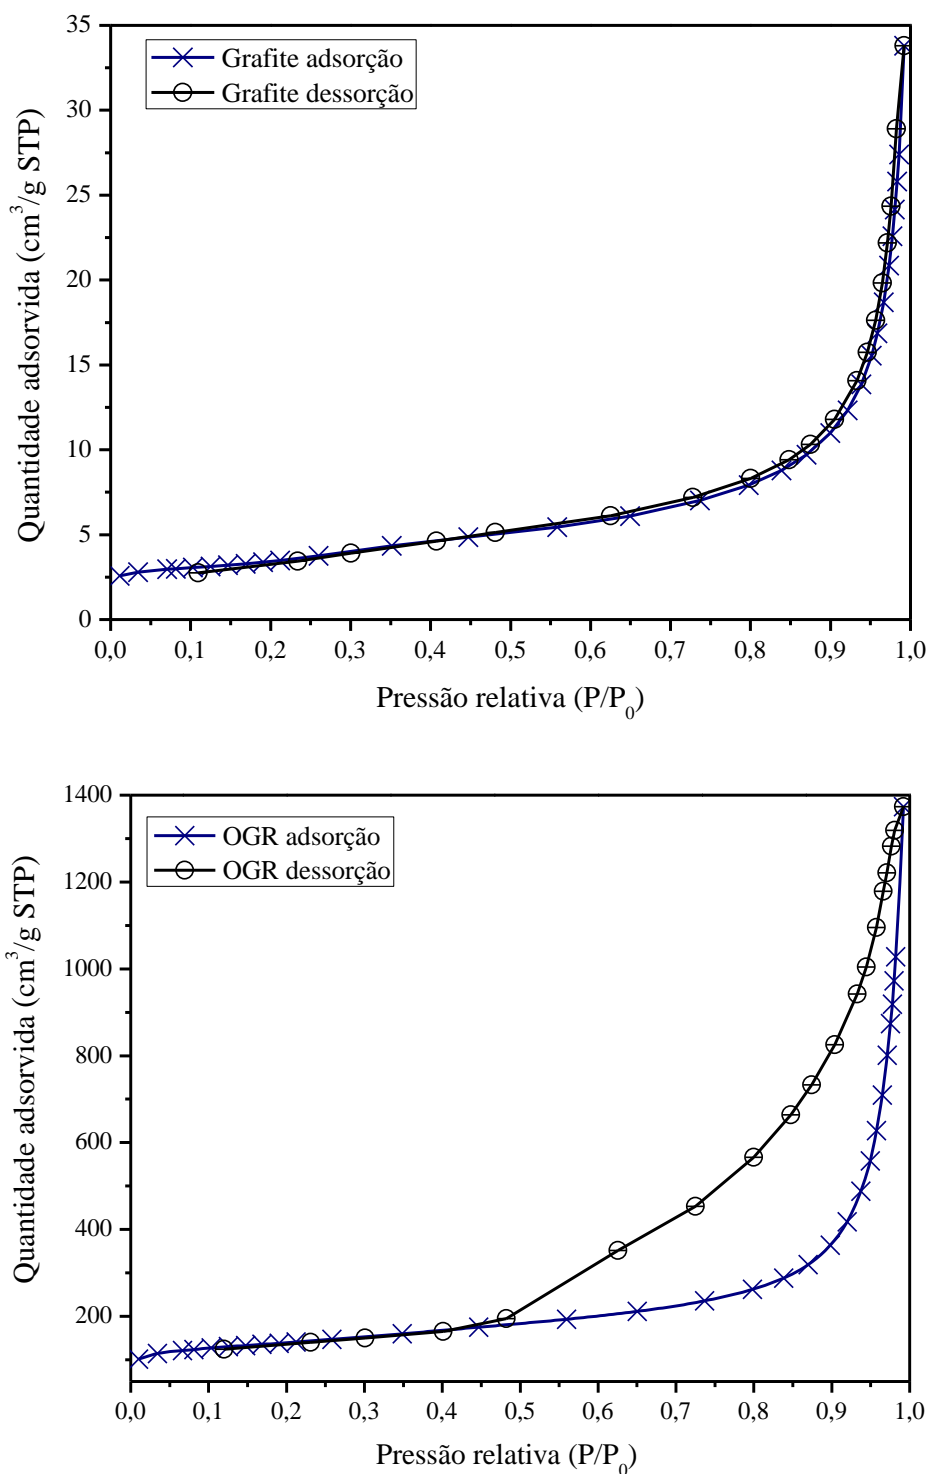 35
30
25
20
15
10
5
0
Quantidade adsorvida (cm³/g STP)
Grafite adsorção
Grafite dessorção
0,0 0,1 0,2 0,3 0,4 0,5 0,6 0,7 0,8 0,9 1,0
Pressão relativa (P/P₀)
1400
1200
1000
800
600
400
200
Quantidade adsorvida (cm³/g STP)
OGR adsorção
OGR dessorção
0,0 0,1 0,2 0,3 0,4 0,5 0,6 0,7 0,8 0,9 1,0
Pressão relativa (P/P₀)